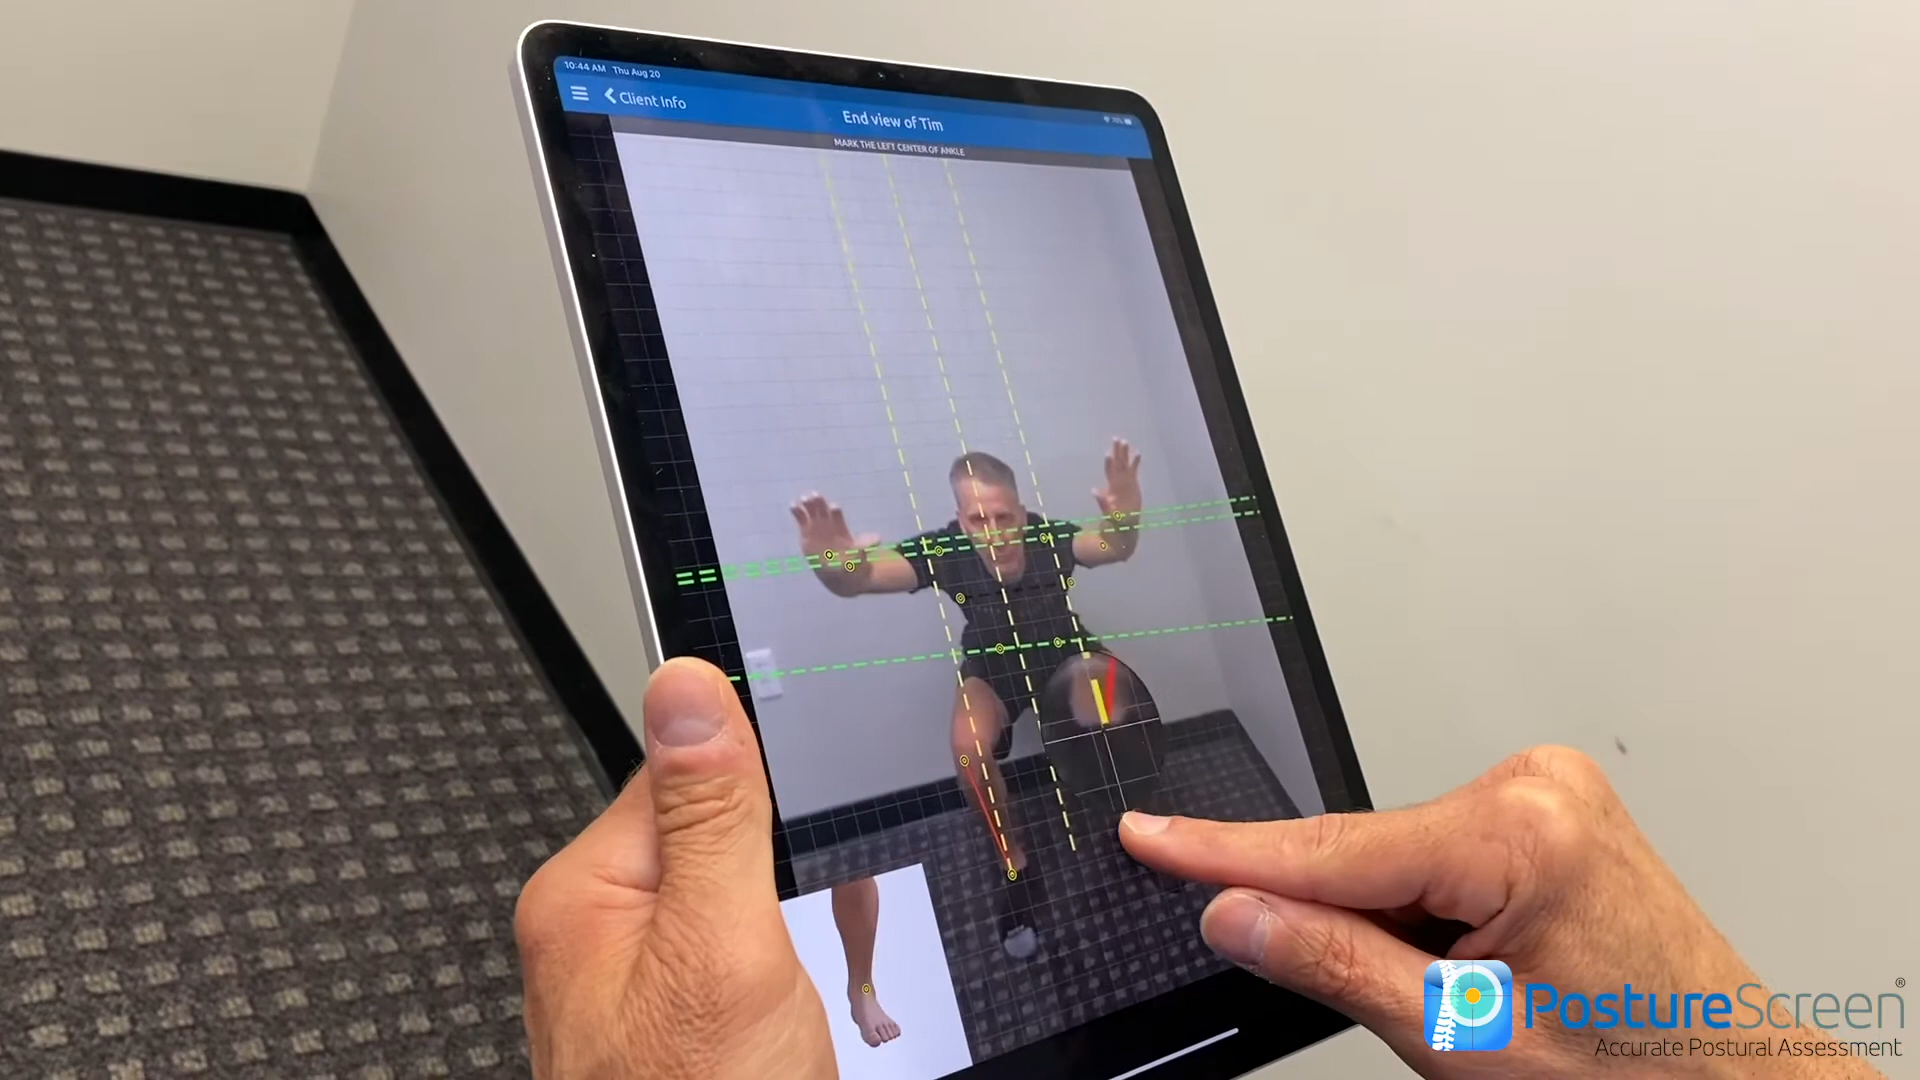 10:44 AM Thu Aug 20
Client Info
End view of Tim
MARK THE LEFT CENTER OF ANKLE
PostureScreen®
Accurate Postural Assessment